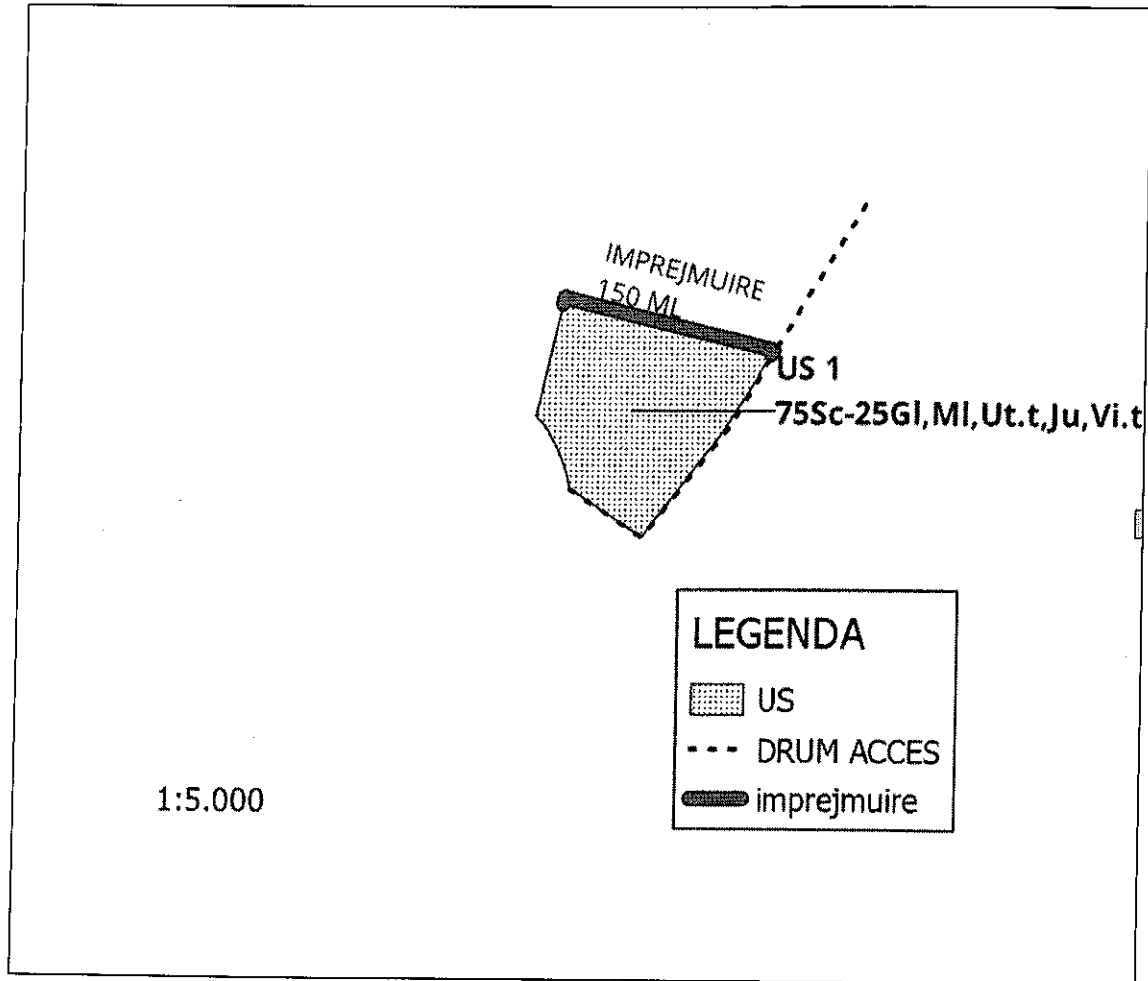 IMPREJMUIRE
150 ML
US 1
75Sc-25Gl,Ml,Ut.t,Ju,Vi.t
LEGENDA
US
DRUM ACCES
imprejmuire
1:5.000